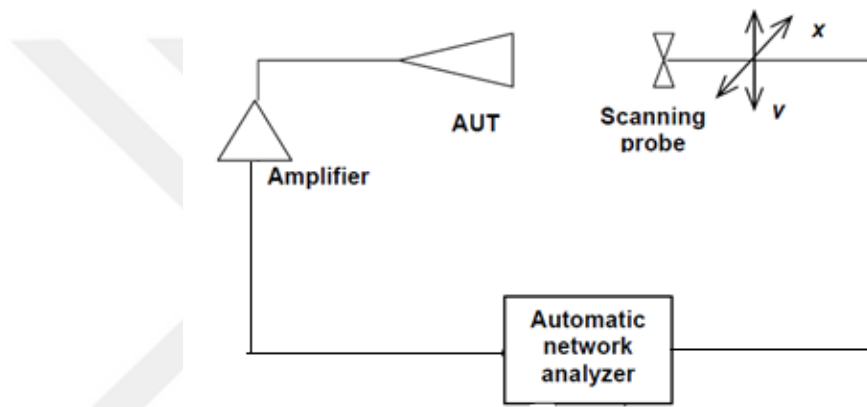 x
AUT
Scanning
probe
y
Amplifier
Automatic
network
analyzer